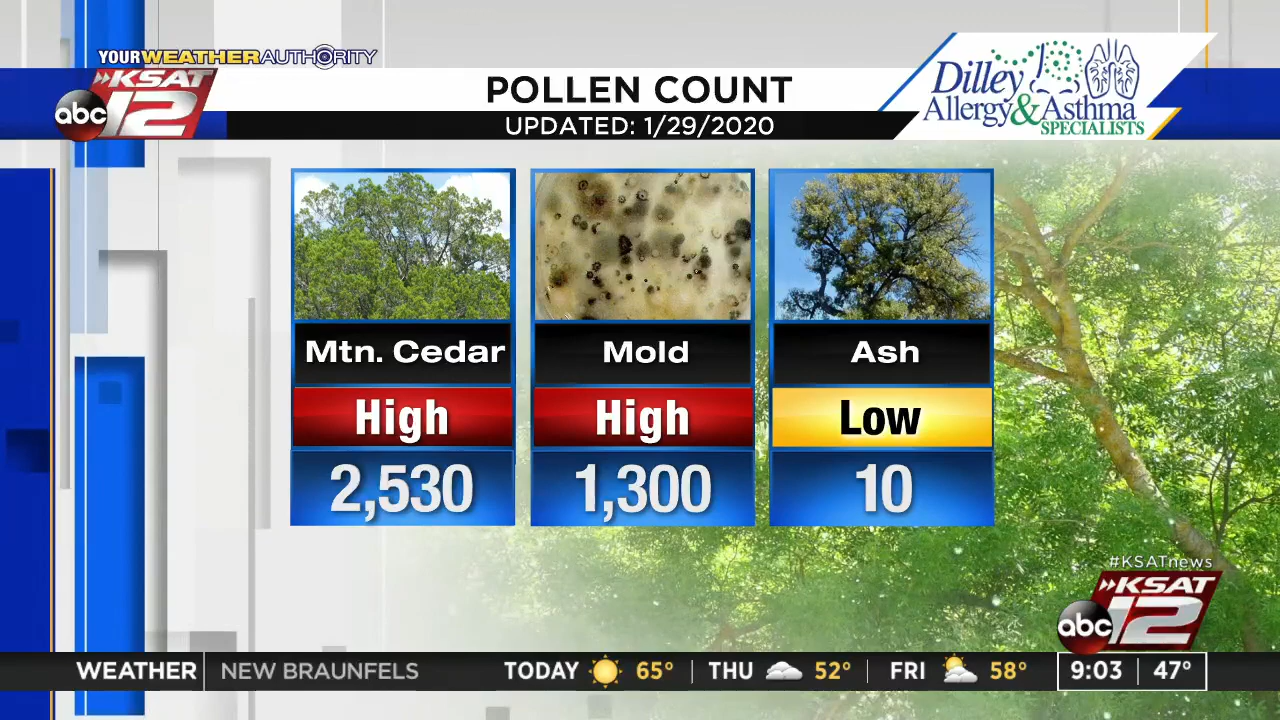 YOUR WEATHER AUTHORITY
KSAT
abc 12
POLLEN COUNT
UPDATED: 1/29/2020
Dilley
Allergy & Asthma
SPECIALISTS
Mtn. Cedar Mold Ash
High High Low
2,530 1,300 10
#KSATnews
KSAT
abc 12
WEATHER NEW BRAUNFELS TODAY 65° THU 52° FRI 58° 9:03 47°